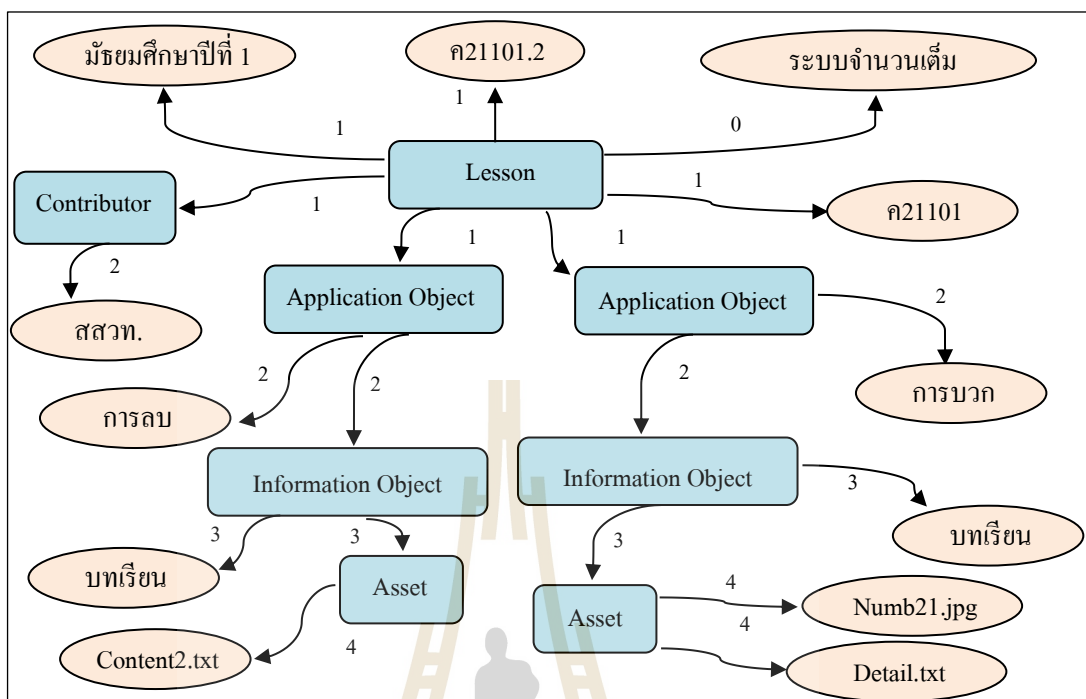 มัธยมศึกษาปีที่ 1
ค21101.2
ระบบจำนวนเต็ม
1
1
0
Lesson
Contributor
1
1
ค21101
2
1
1
Application Object
Application Object
2
สสวท.
2
2
2
การลบ
การบวก
Information Object
Information Object
3
3
3
3
บทเรียน
บทเรียน
Asset
Asset
4
Numb21.jpg
4
4
Content2.txt
Detail.txt